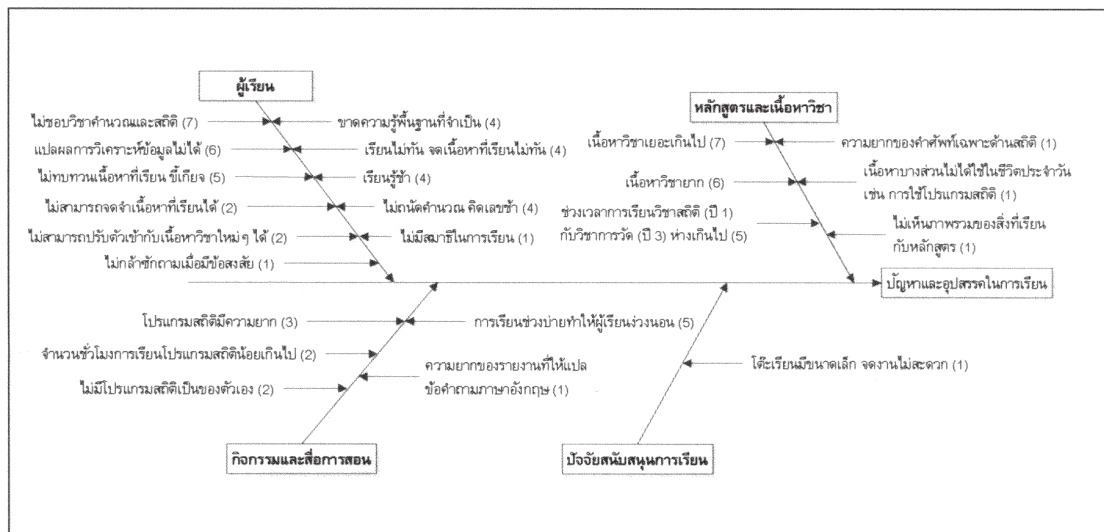 ผู้เรียน
ไม่ชอบวิชาคำนวณและสถิติ (7)
ขาดความรู้พื้นฐานที่จำเป็น (4)
แปลผลการวิเคราะห์ข้อมูลไม่ได้ (6)
เรียนไม่ทัน จดเนื้อหาที่เรียนไม่ทัน (4)
ไม่ทบทวนเนื้อหาที่เรียน ขี้เกียจ (5)
เรียนรู้ช้า (4)
ไม่สามารถจดจำเนื้อหาที่เรียนได้ (2)
ไม่ถนัดคำนวณ คิดเลขช้า (4)
ไม่สามารถปรับตัวเข้ากับเนื้อหาวิชาใหม่ๆ ได้ (2)
ไม่มีสมาธิในการเรียน (1)
ไม่กล้าซักถามเมื่อมีข้อสงสัย (1)
หลักสูตรและเนื้อหาวิชา
เนื้อหาวิชาเยอะเกินไป (7)
ความยากของคำศัพท์เฉพาะด้านสถิติ (1)
เนื้อหาวิชายาก (6)
เนื้อหาบางส่วนไม่ได้ใช้ในชีวิตประจำวัน
เช่น การใช้โปรแกรมสถิติ (1)
ช่วงเวลาการเรียนวิชาสถิติ (ปี 1)
กับวิชาการวัด (ปี 3) ห่างเกินไป (5)
ไม่เห็นภาพรวมของสิ่งที่เรียน
กับหลักสูตร (1)
ปัญหาและอุปสรรคในการเรียน
โปรแกรมสถิติมีความยาก (3)
การเรียนช่วงบ่ายทำให้ผู้เรียนง่วงนอน (5)
จำนวนชั่วโมงการเรียนโปรแกรมสถิติน้อยเกินไป (2)
ความยากของรายงานที่ให้แปล
ข้อคำถามภาษาอังกฤษ (1)
ไม่มีโปรแกรมสถิติเป็นของตัวเอง (2)
โต๊ะเรียนมีขนาดเล็ก จดงานไม่สะดวก (1)
กิจกรรมและสื่อการสอน
ปัจจัยสนับสนุนการเรียน